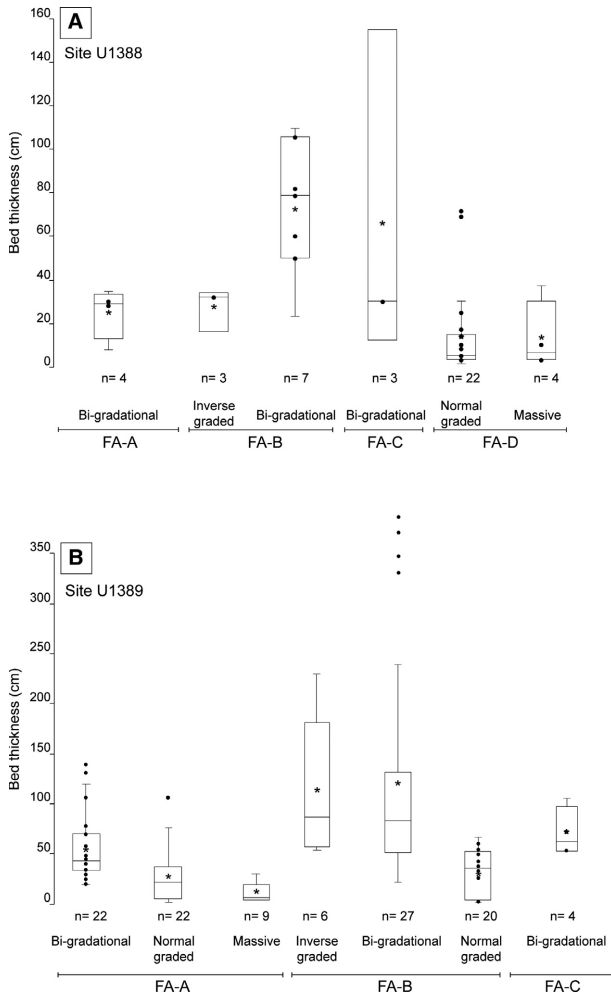 A
Site U1388
Bed thickness (cm)
160
140
120
100
80
60
40
20
0
n= 4
n= 3
n= 7
n= 3
n= 22
n= 4
Bi-gradational
Inverse
graded
Bi-gradational
Bi-gradational
Normal
graded
Massive
FA-A
FA-B
FA-C
FA-D
B
Site U1389
Bed thickness (cm)
350
300
250
200
150
100
50
0
n= 22
n= 22
n= 9
n= 6
n= 27
n= 20
n= 4
Bi-gradational
Normal
graded
Massive
Inverse
graded
Bi-gradational
Normal
graded
Bi-gradational
FA-A
FA-B
FA-C